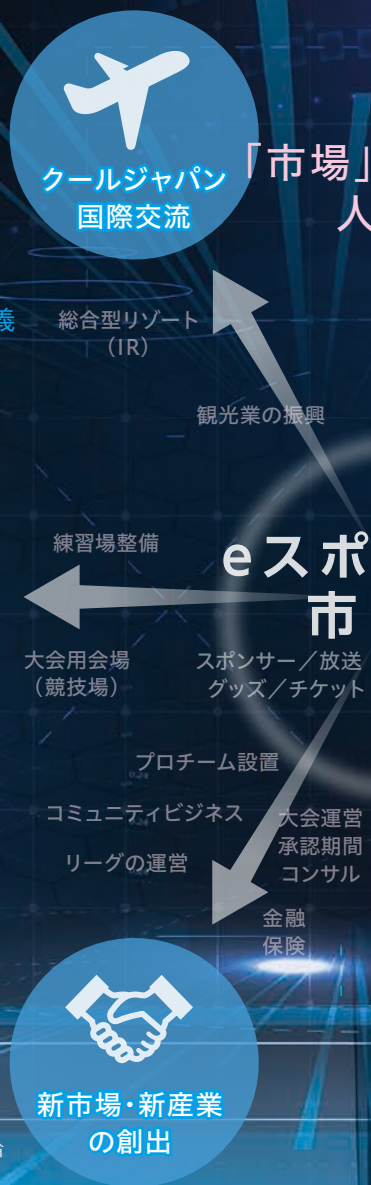 クールジャパン
国際交流
「市場」
人
義
総合型リゾート
（IR）
観光業の振興
練習場整備
eスポ
市
大会用会場
（競技場）
スポンサー／放送
グッズ／チケット
プロチーム設置
コミュニティビジネス
リーグの運営
大会運営
承認期間
コンサル
金融
保険
新市場・新産業
の創出